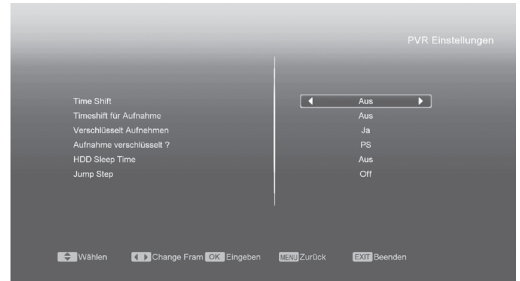 PVR Einstellungen
Time Shift Aus
Timeshift für Aufnahme Aus
Verschlüsselt Aufnehmen Ja
Aufnahme verschlüsselt ? PS
HDD Sleep Time Aus
Jump Step Off
Wählen Change Fram OK Eingeben MENU Zurück EXIT Beenden